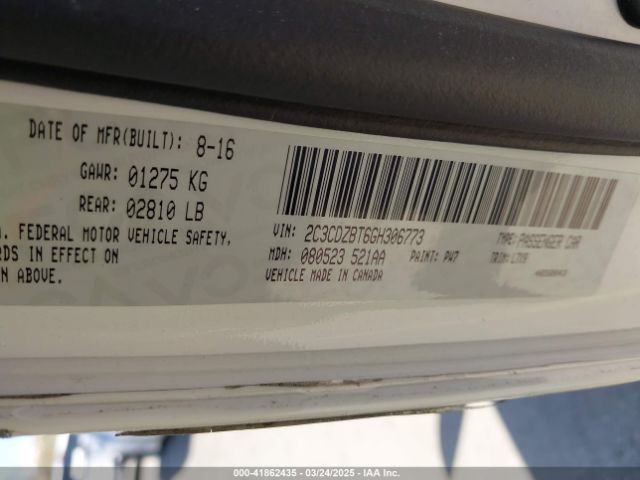 DATE OF MFR(BUILT): 8-16
GAWR: 01275 KG
REAR: 02810 LB
. FEDERAL MOTOR VEHICLE SAFETY,
RDS IN EFFECT ON
N ABOVE.
VIN: 2C3CDZBT6GH306773
TYPE: PASSENGER CAR
MDH: 080523 521AA
PAINT: PW7
TRIM: L7X9
VEHICLE MADE IN CANADA
000-41862435 - 03/24/2025 - IAA Inc.